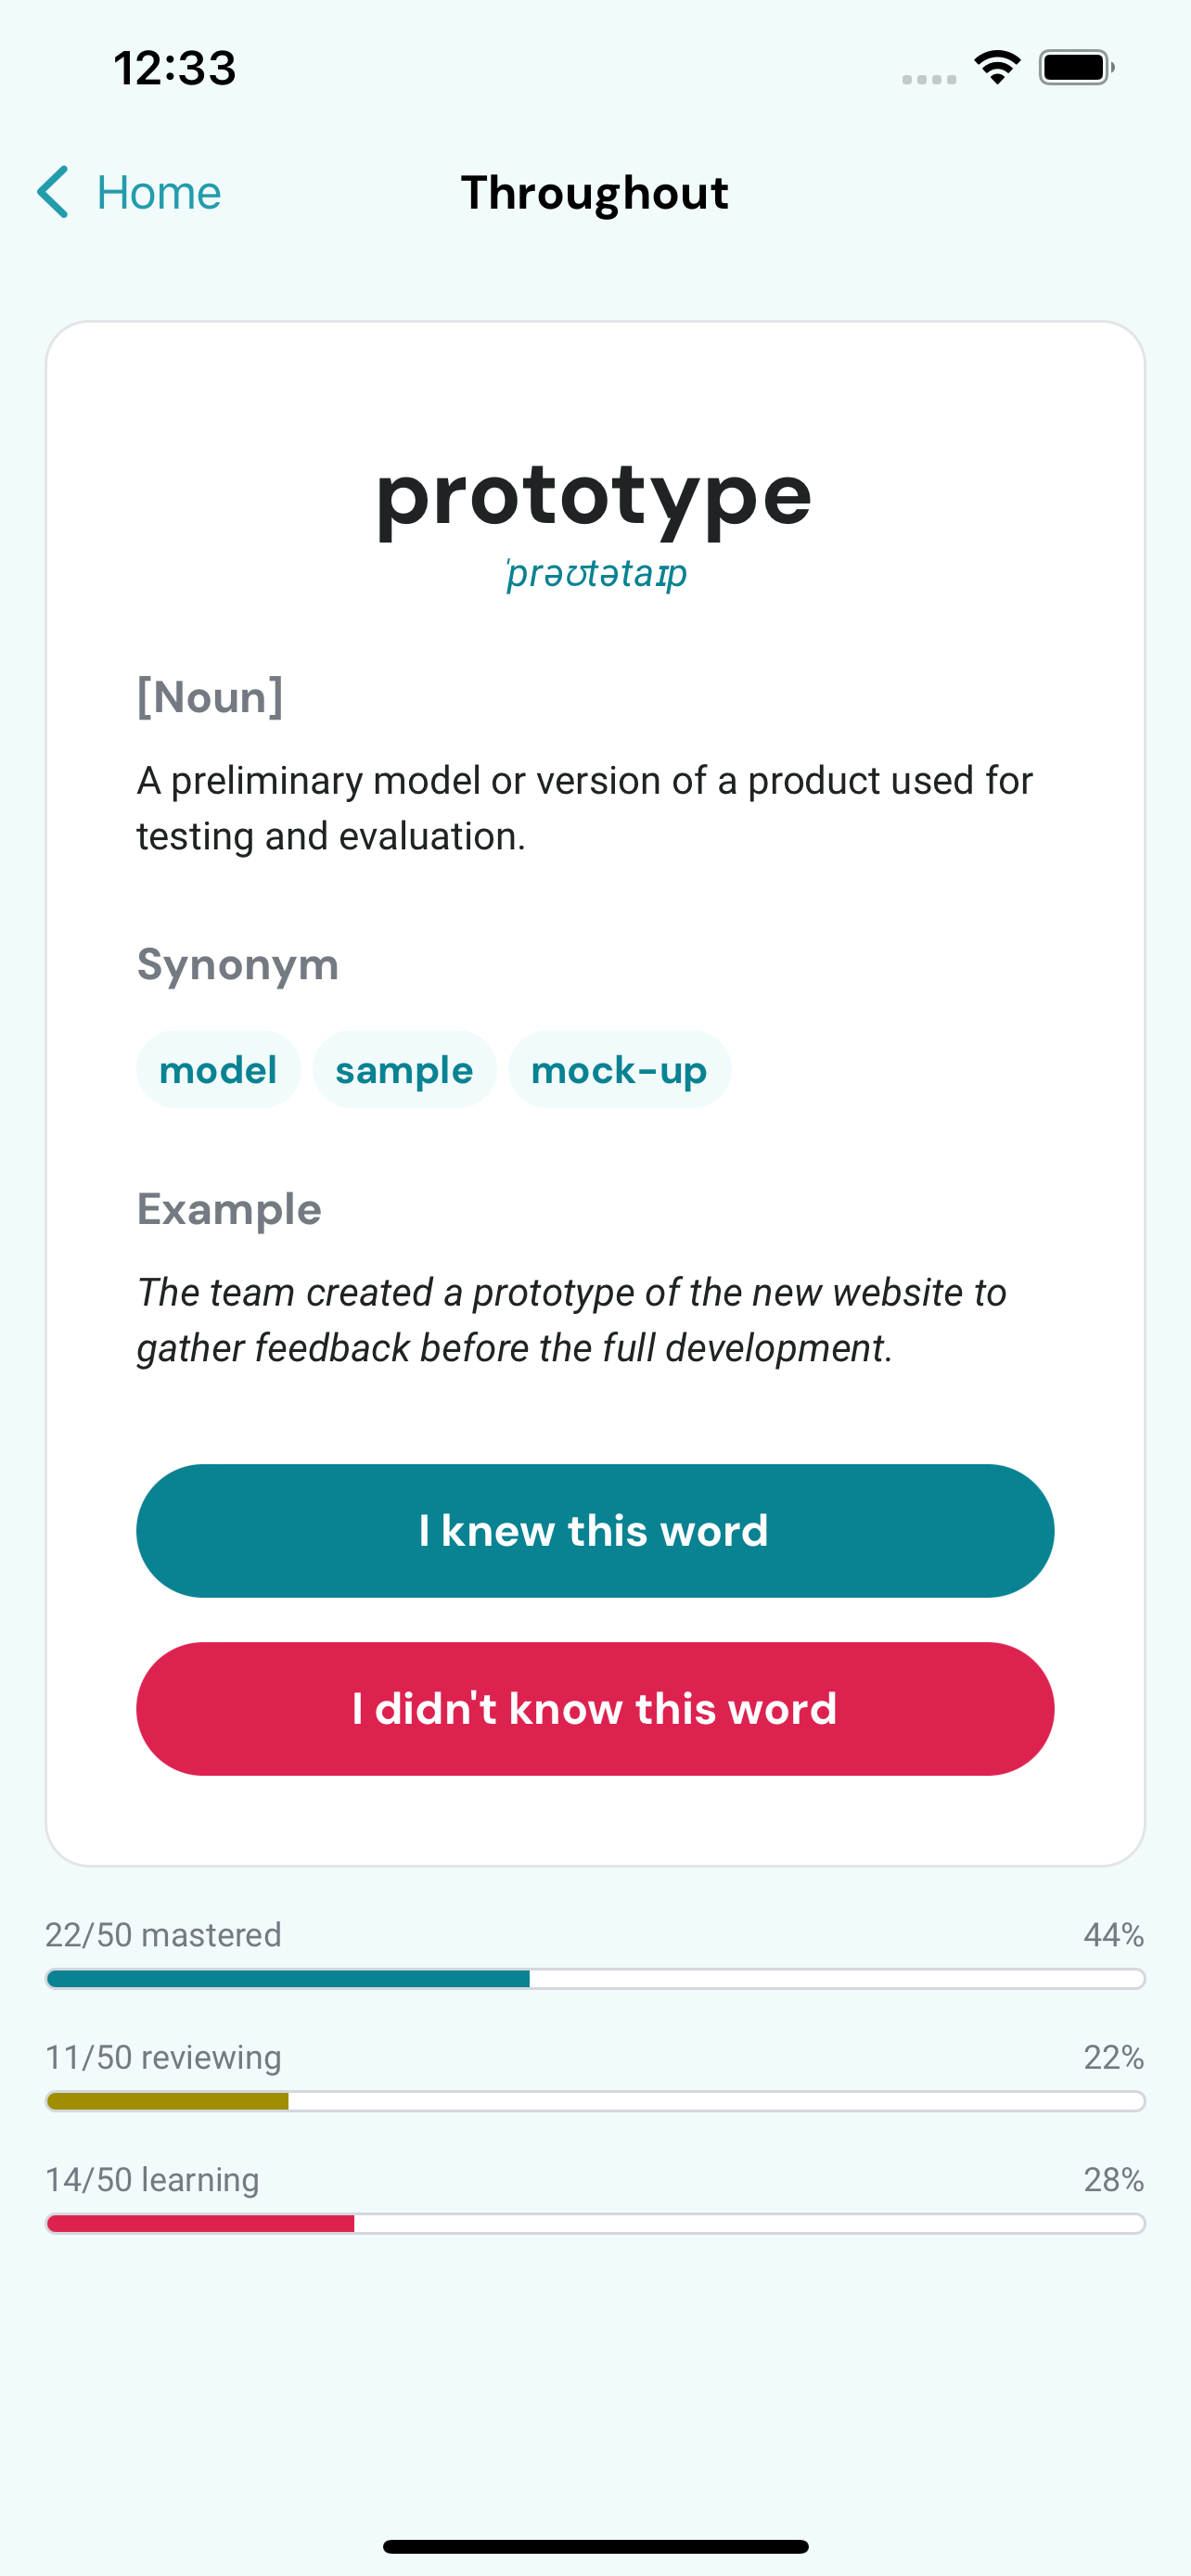 12:33
Home
Throughout
prototype
ˈprəʊtətaɪp
[Noun]
A preliminary model or version of a product used for
testing and evaluation.
Synonym
model sample mock-up
Example
The team created a prototype of the new website to
gather feedback before the full development.
I knew this word
I didn't know this word
22/50 mastered 44%
11/50 reviewing 22%
14/50 learning 28%